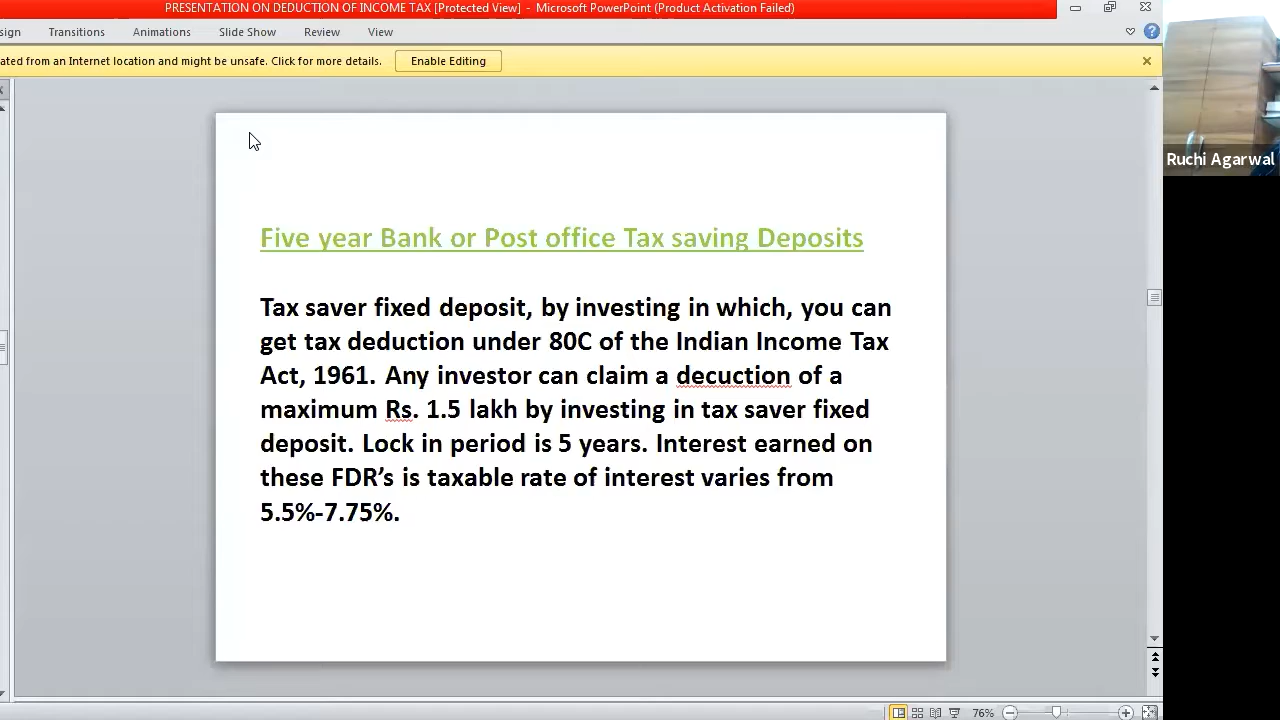 PRESENTATION ON DEDUCTION OF INCOME TAX [Protected View] - Microsoft PowerPoint (Product Activation Failed)
sign Transitions Animations Slide Show Review View
ated from an Internet location and might be unsafe. Click for more details. Enable Editing
Ruchi Agarwal
Five year Bank or Post office Tax saving Deposits
Tax saver fixed deposit, by investing in which, you can
get tax deduction under 80C of the Indian Income Tax
Act, 1961. Any investor can claim a decuction of a
maximum Rs. 1.5 lakh by investing in tax saver fixed
deposit. Lock in period is 5 years. Interest earned on
these FDR’s is taxable rate of interest varies from
5.5%-7.75%.
76%